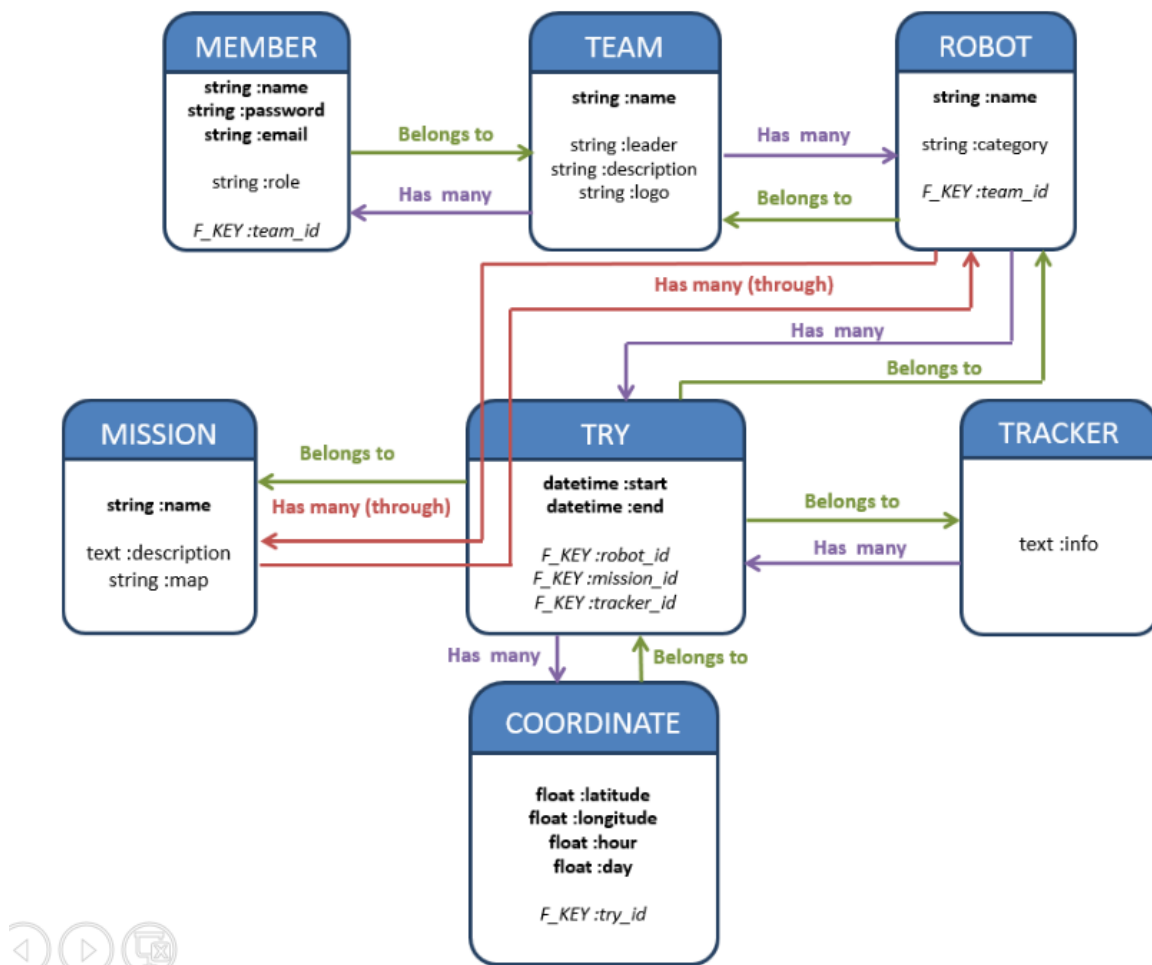 MEMBER
string :name
string :password
string :email
string :role
F_KEY :team_id
Belongs to
Has many
TEAM
string :name
string :leader
string :description
string :logo
Has many
Belongs to
ROBOT
string :name
string :category
F_KEY :team_id
Has many (through)
Has many
Belongs to
MISSION
string :name
text :description
string :map
Belongs to
Has many (through)
TRY
datetime :start
datetime :end
F_KEY :robot_id
F_KEY :mission_id
F_KEY :tracker_id
Belongs to
Has many
TRACKER
text :info
Has many
Belongs to
COORDINATE
float :latitude
float :longitude
float :hour
float :day
F_KEY :try_id